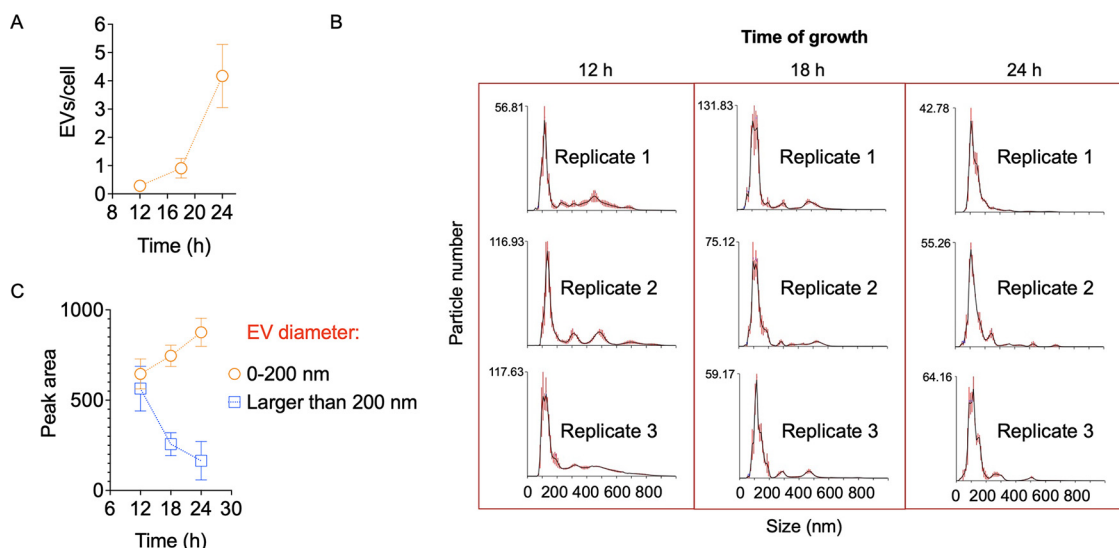 A
EVs/cell
6
5
4
3
2
1
0
8 12 16 20 24
Time (h)
B
Time of growth
12 h 18 h 24 h
Particle number
56.81
Replicate 1
131.83
Replicate 1
42.78
Replicate 1
116.93
Replicate 2
75.12
Replicate 2
55.26
Replicate 2
117.63
Replicate 3
59.17
Replicate 3
64.16
Replicate 3
0 200 400 600 800
0 200 400 600 800
0 200 400 600 800
Size (nm)
C
Peak area
1000
500
0
6 12 18 24 30
Time (h)
EV diameter:
0-200 nm
Larger than 200 nm